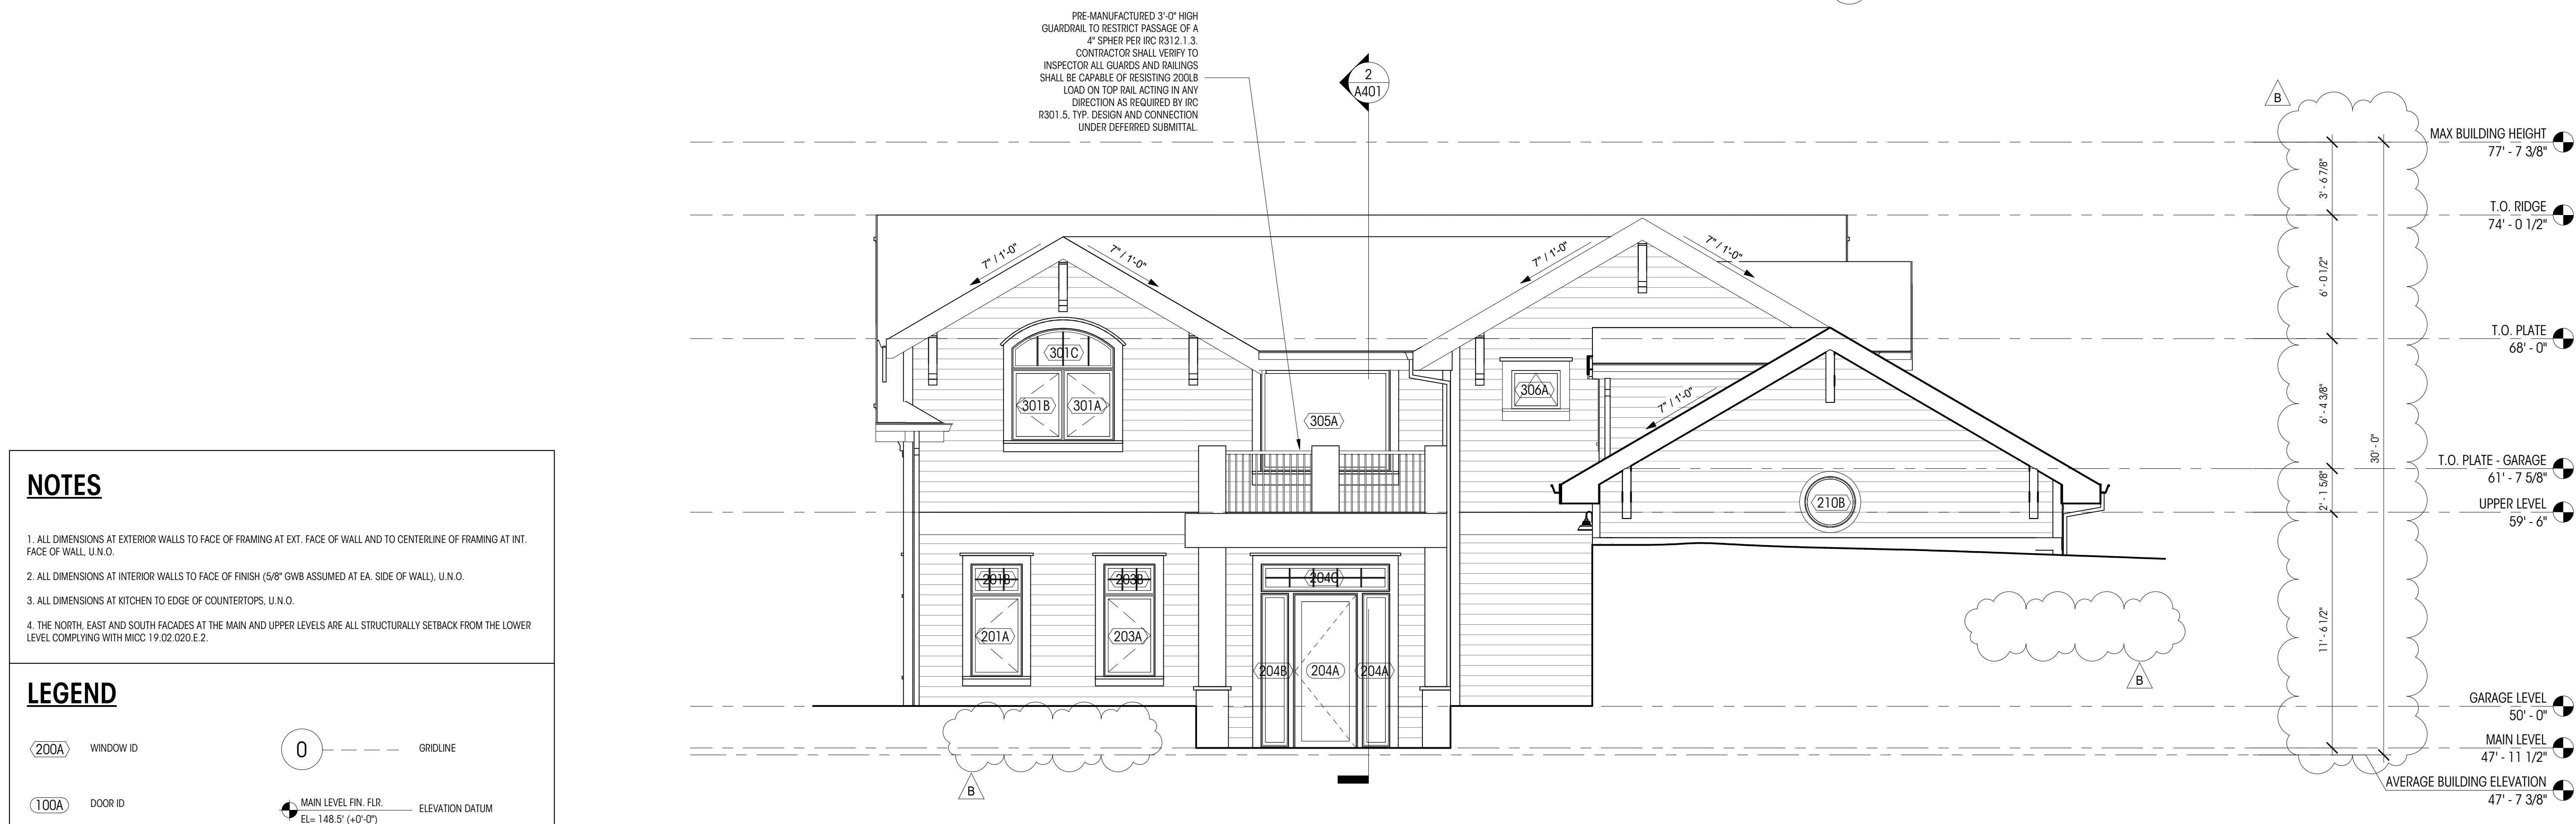 PRE-MANUFACTURED 3'-0" HIGH
GUARDRAIL TO RESTRICT PASSAGE OF A
4" SPHER PER IRC R312.1.3.
CONTRACTOR SHALL VERIFY TO
INSPECTOR ALL GUARDS AND RAILINGS
SHALL BE CAPABLE OF RESISTING 200LB
LOAD ON TOP RAIL ACTING IN ANY
DIRECTION AS REQUIRED BY IRC
R301.5, TYP. DESIGN AND CONNECTION
UNDER DEFERRED SUBMITTAL.
2
A401
B
MAX BUILDING HEIGHT
77' - 7 3/8"
3' - 6 7/8"
T.O. RIDGE
74' - 0 1/2"
6' - 0 1/2"
T.O. PLATE
68' - 0"
6' - 4 3/8"
30' - 0"
T.O. PLATE - GARAGE
61' - 7 5/8"
2' - 1 5/8"
UPPER LEVEL
59' - 6"
11' - 6 1/2"
GARAGE LEVEL
50' - 0"
MAIN LEVEL
47' - 11 1/2"
AVERAGE BUILDING ELEVATION
47' - 7 3/8"
7" / 1'-0"
7" / 1'-0"
7" / 1'-0"
7" / 1'-0"
7" / 1'-0"
301C
301B
301A
305A
306A
210B
201B
203B
204C
201A
203A
204B
204A
204A
B
B
NOTES
1. ALL DIMENSIONS AT EXTERIOR WALLS TO FACE OF FRAMING AT EXT. FACE OF WALL AND TO CENTERLINE OF FRAMING AT INT.
FACE OF WALL, U.N.O.
2. ALL DIMENSIONS AT INTERIOR WALLS TO FACE OF FINISH (5/8" GWB ASSUMED AT EA. SIDE OF WALL), U.N.O.
3. ALL DIMENSIONS AT KITCHEN TO EDGE OF COUNTERTOPS, U.N.O.
4. THE NORTH, EAST AND SOUTH FACADES AT THE MAIN AND UPPER LEVELS ARE ALL STRUCTURALLY SETBACK FROM THE LOWER
LEVEL COMPLYING WITH MICC 19.02.020.E.2.
LEGEND
200A WINDOW ID
0 GRIDLINE
100A DOOR ID
MAIN LEVEL FIN. FLR.
EL= 148.5' (+0'-0")
ELEVATION DATUM